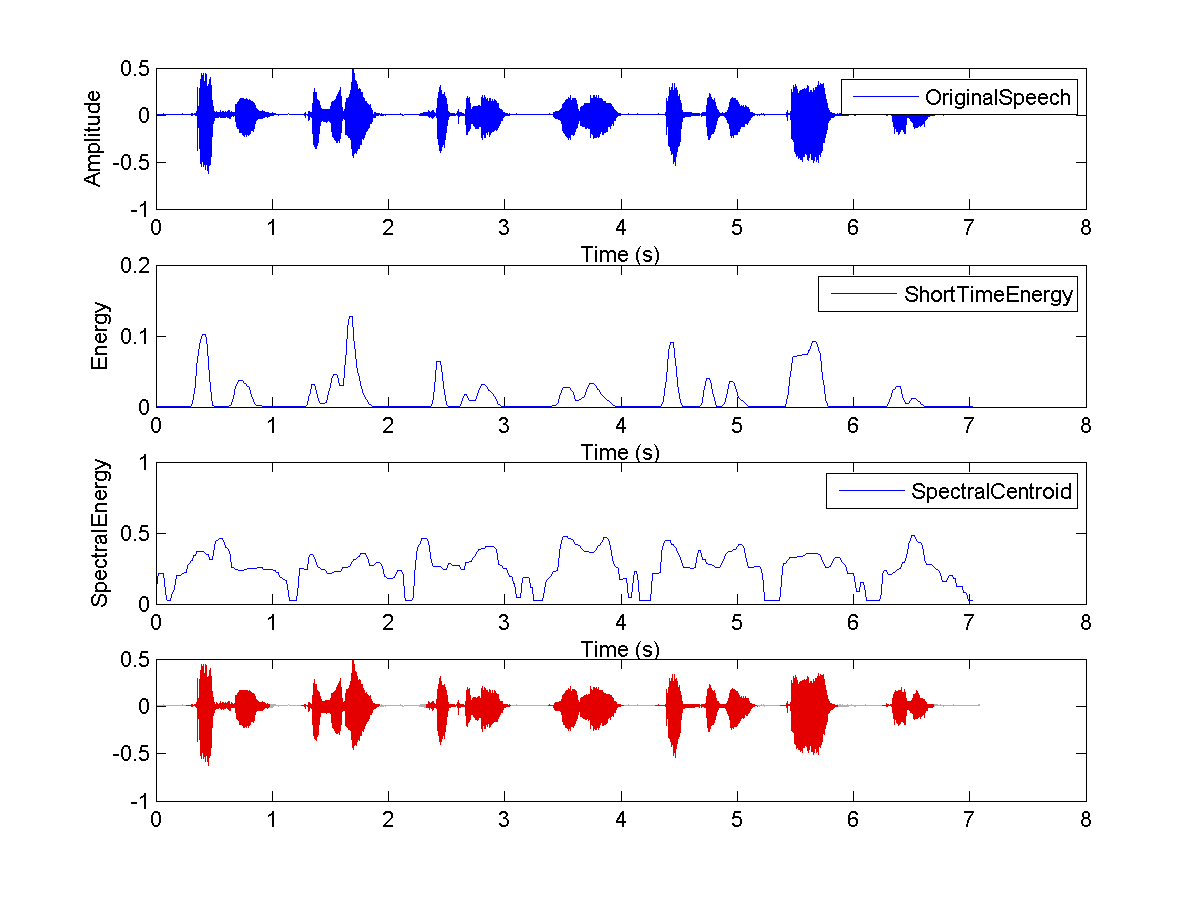 0.5
0
-0.5
-1
Amplitude
OriginalSpeech
0 1 2 3 4 5 6 7 8
Time (s)
0.2
0.1
0
Energy
ShortTimeEnergy
0 1 2 3 4 5 6 7 8
Time (s)
1
0.5
0
SpectralEnergy
SpectralCentroid
0 1 2 3 4 5 6 7 8
Time (s)
0.5
0
-0.5
-1
0 1 2 3 4 5 6 7 8